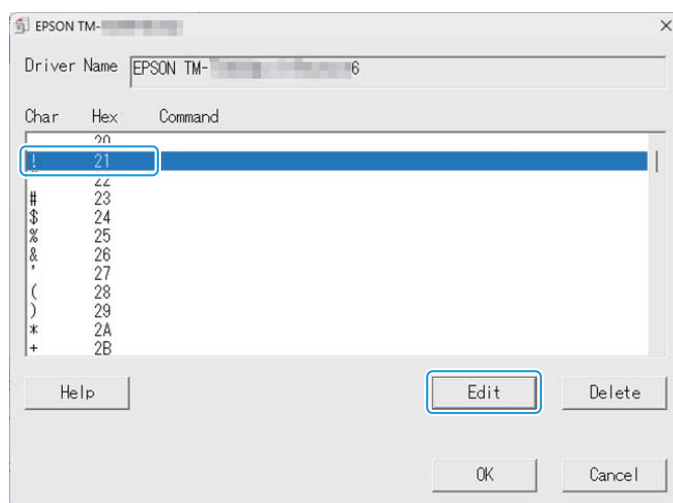 EPSON TM-
Driver Name EPSON TM- 6
Char Hex Command
20
! 21
" 22
# 23
$ 24
% 25
& 26
' 27
( 28
) 29
* 2A
+ 2B
Help Edit Delete
OK Cancel